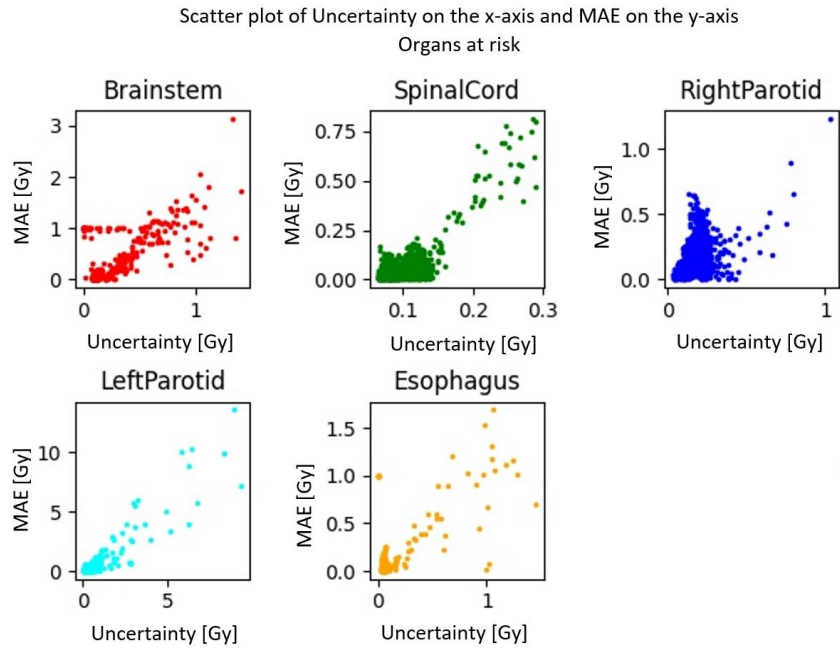 Scatter plot of Uncertainty on the x-axis and MAE on the y-axis
Organs at risk
Brainstem
MAE [Gy]
3
2
1
0
0 1
Uncertainty [Gy]
SpinalCord
MAE [Gy]
0.75
0.50
0.25
0.00
0.1 0.2 0.3
Uncertainty [Gy]
RightParotid
MAE [Gy]
1.0
0.5
0.0
0 1
Uncertainty [Gy]
LeftParotid
MAE [Gy]
10
5
0
0 5
Uncertainty [Gy]
Esophagus
MAE [Gy]
1.5
1.0
0.5
0.0
0 1
Uncertainty [Gy]